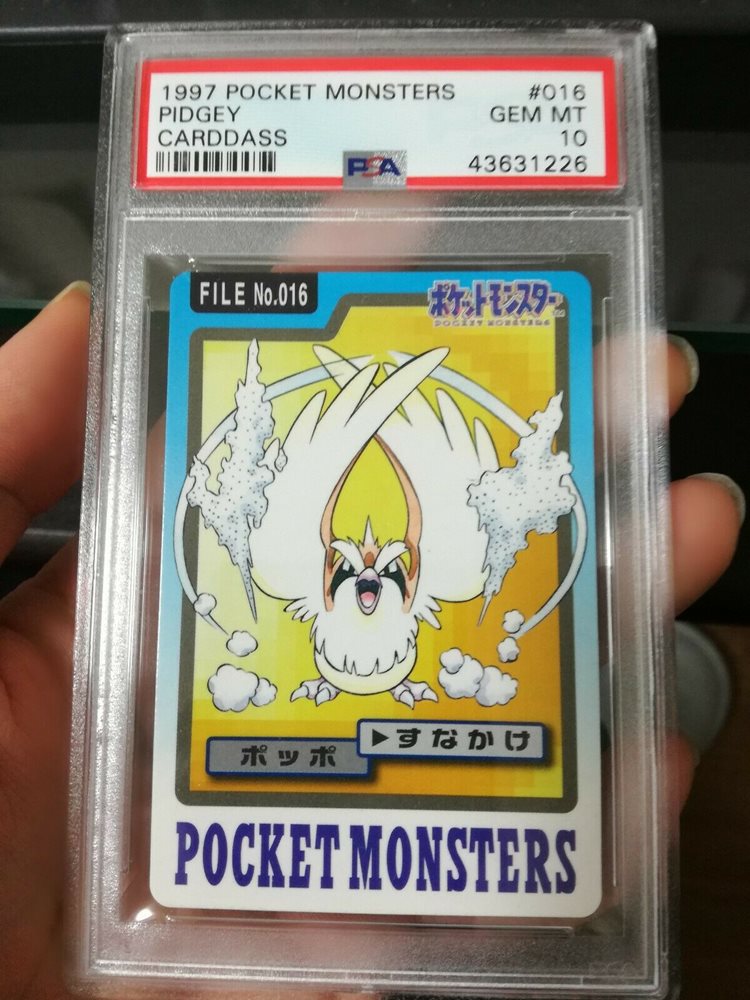 1997 POCKET MONSTERS #016
PIDGEY GEM MT
CARDDASS 10
PSA 43631226
FILE No.016
ポケットモンスター
POCKET MONSTERS
▶すなかけ
ポッポ
POCKET MONSTERS